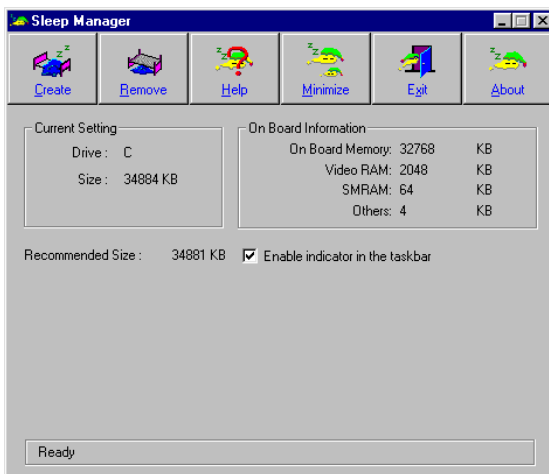 Sleep Manager
Create Remove Help Minimize Exit About
Current Setting
Drive : C
Size : 34884 KB
On Board Information
On Board Memory: 32768 KB
Video RAM: 2048 KB
SMRAM: 64 KB
Others: 4 KB
Recommended Size : 34881 KB Enable indicator in the taskbar
Ready